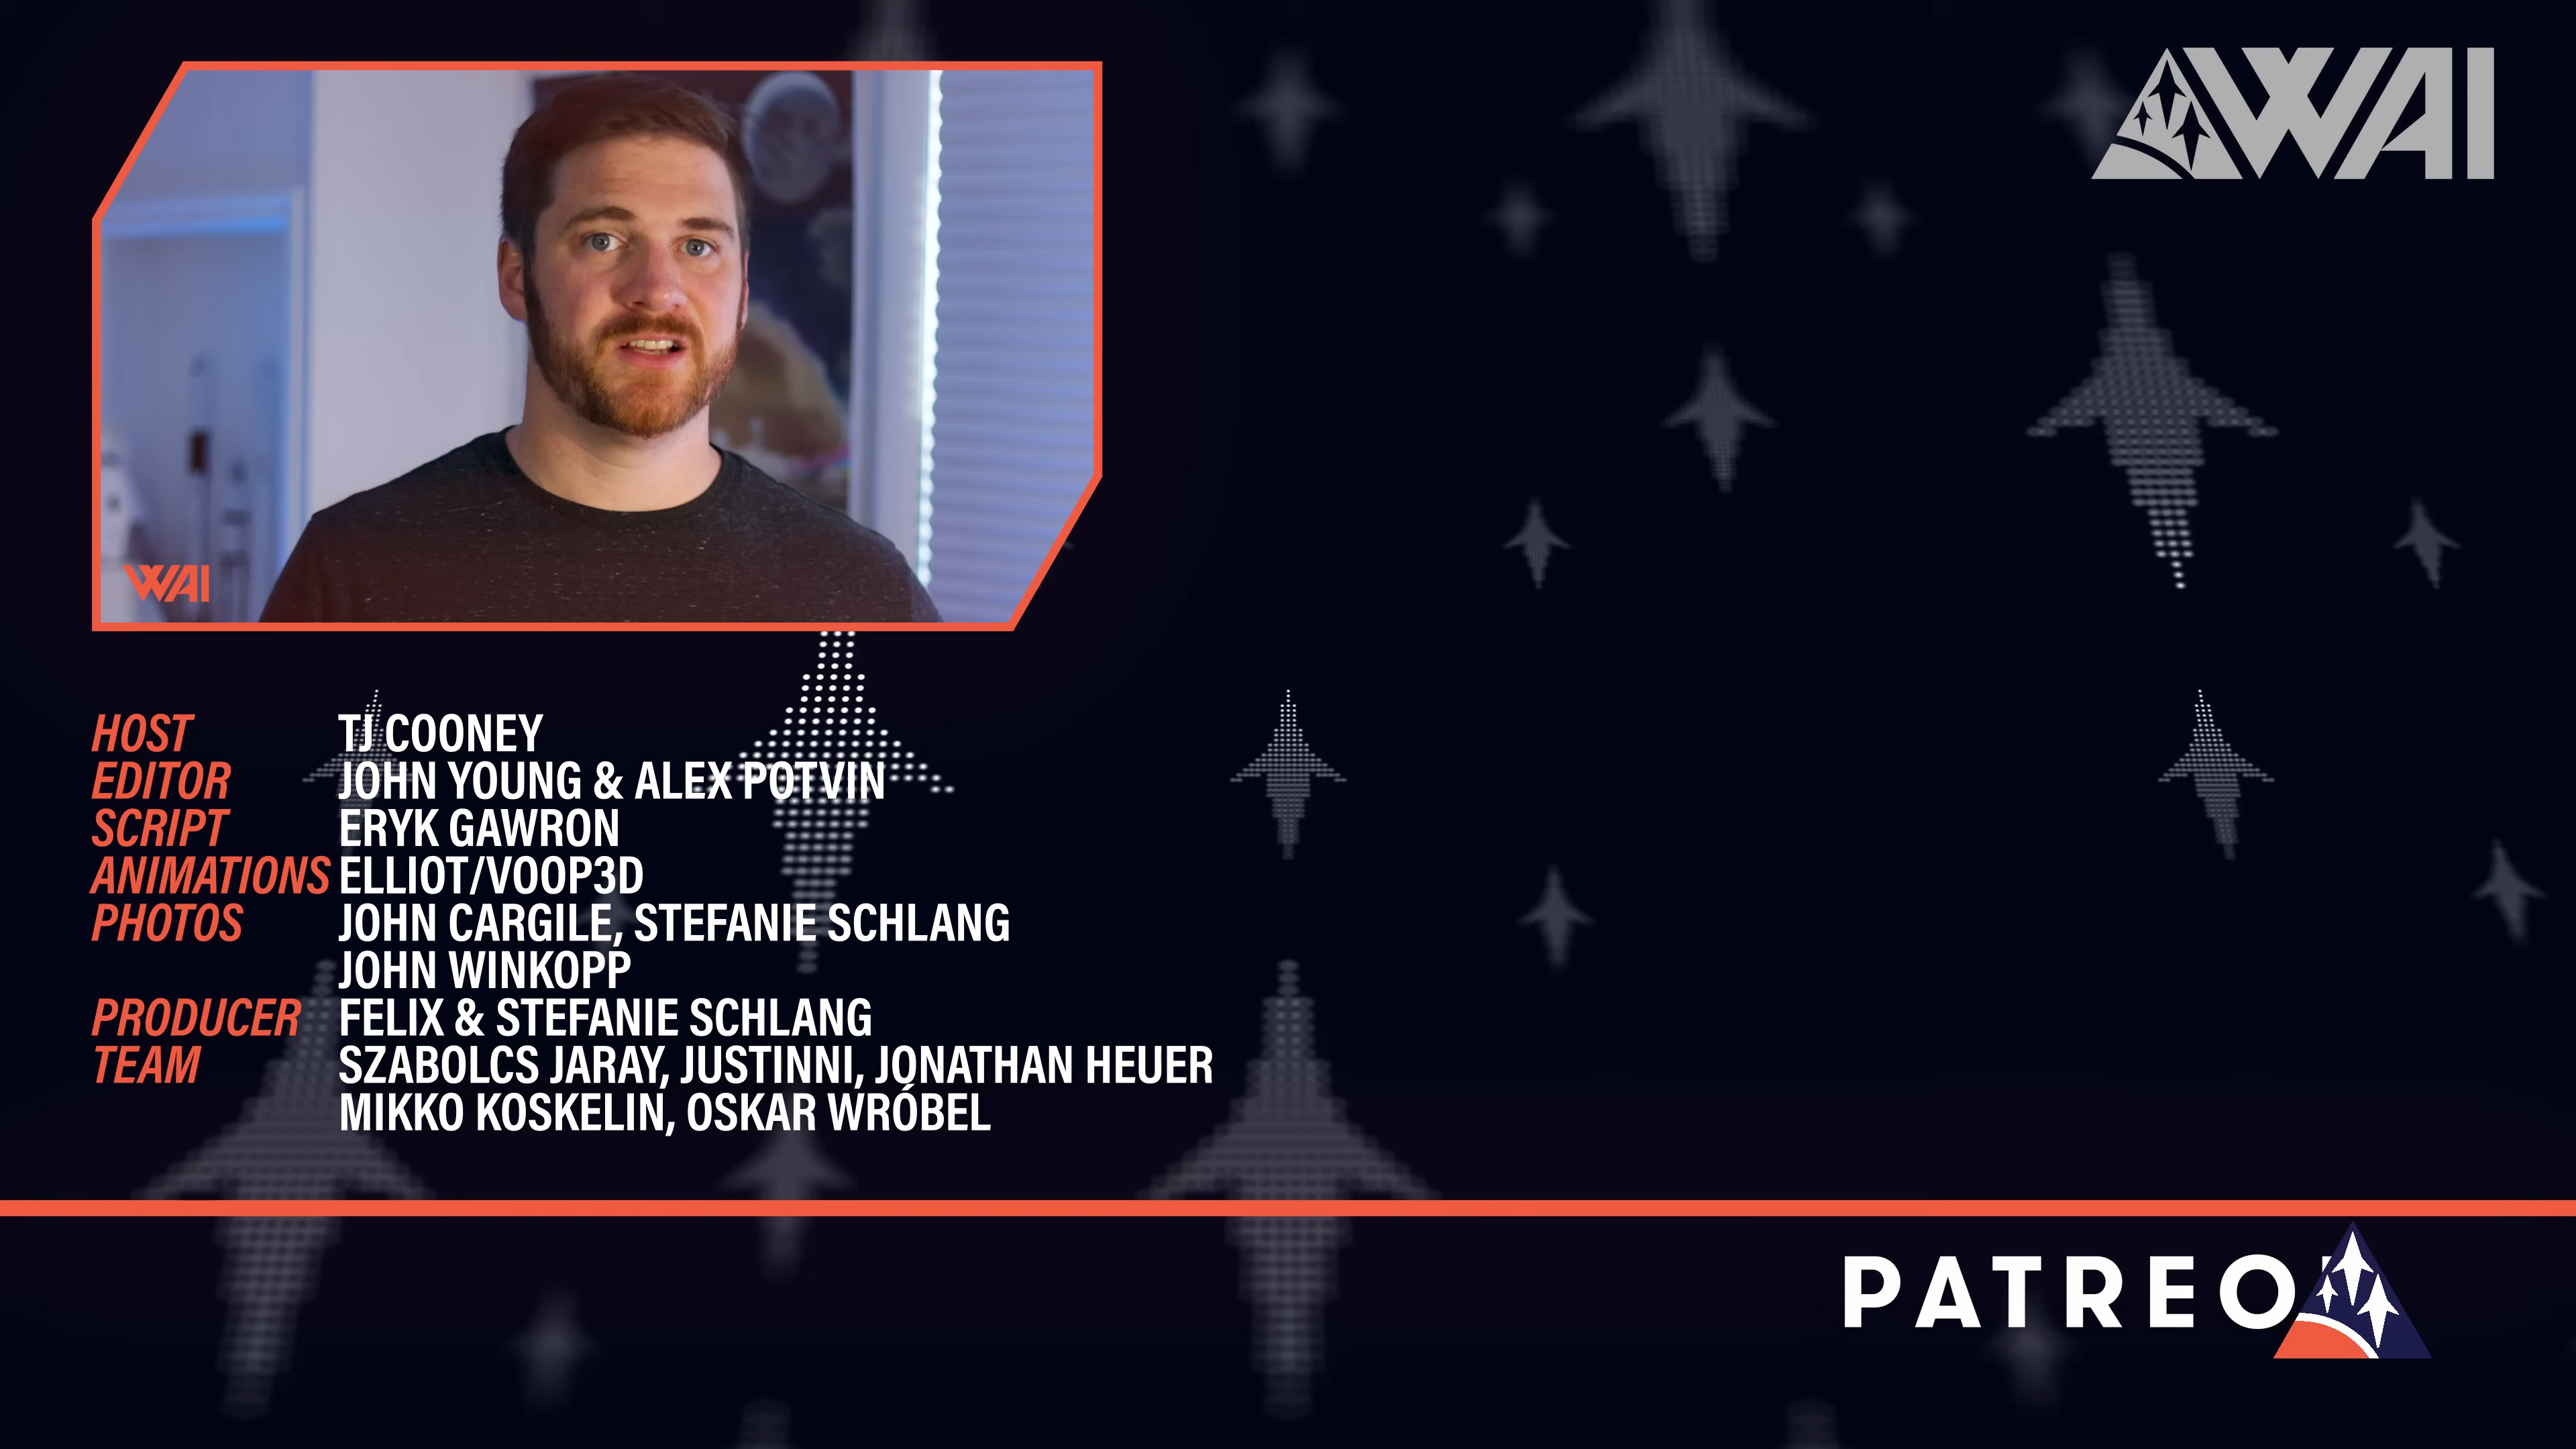 WAI
WAI
HOST TJ COONEY
EDITOR JOHN YOUNG & ALEX POTVIN
SCRIPT ERYK GAWRON
ANIMATIONS ELLIOT/VOOP3D
PHOTOS JOHN CARGILE, STEFANIE SCHLANG
JOHN WINKOPP
PRODUCER FELIX & STEFANIE SCHLANG
TEAM SZABOLCS JARAY, JUSTINNI, JONATHAN HEUER
MIKKO KOSKELIN, OSKAR WRÓBEL
PATREO